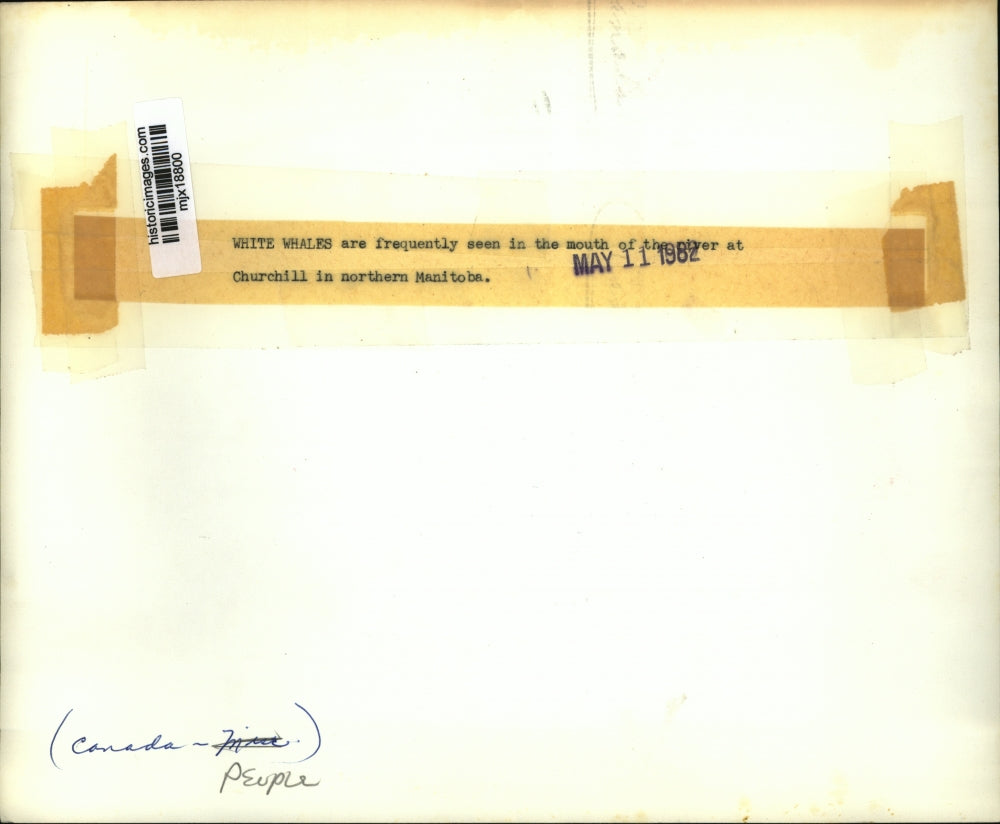 historicimages.com
mjx18800
WHITE WHALES are frequently seen in the mouth of the river at
MAY 11 1962
Churchill in northern Manitoba.
(Canada -
People